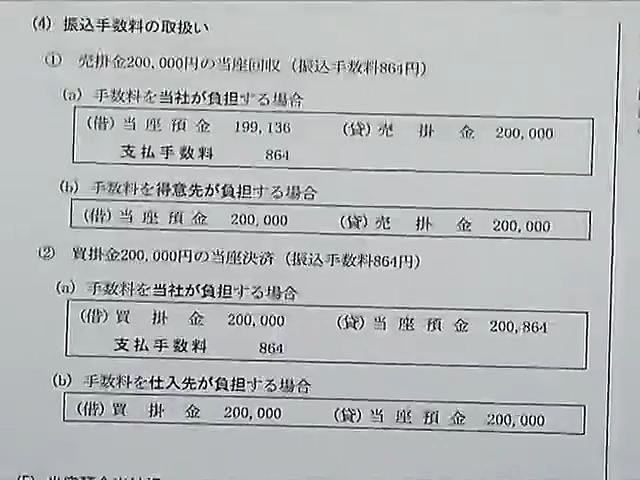 (4) 振込手数料の取扱い
① 売掛金200,000円の当座回収（振込手数料864円）
(a) 手数料を当社が負担する場合
(借) 当座預金 199,136 (貸) 売掛金 200,000
支払手数料 864
(b) 手数料を得意先が負担する場合
(借) 当座預金 200,000 (貸) 売掛金 200,000
② 買掛金200,000円の当座決済（振込手数料864円）
(a) 手数料を当社が負担する場合
(借) 買掛金 200,000 (貸) 当座預金 200,864
支払手数料 864
(b) 手数料を仕入先が負担する場合
(借) 買掛金 200,000 (貸) 当座預金 200,000